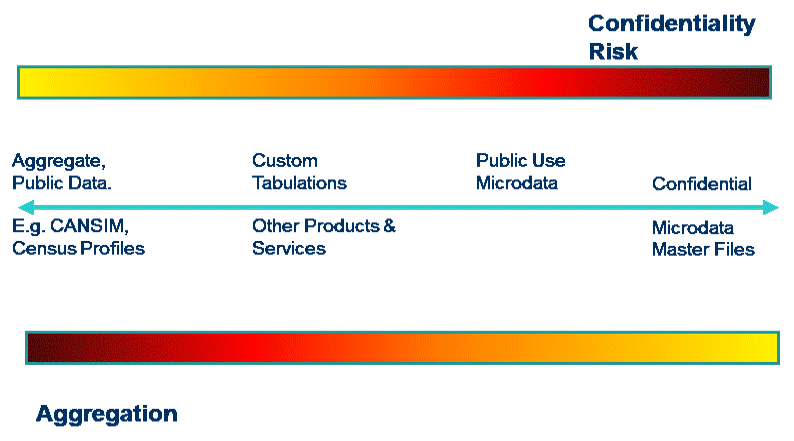 Confidentiality
Risk
Aggregate,
Public Data.
Custom
Tabulations
Public Use
Microdata
Confidential
E.g. CANSIM,
Census Profiles
Other Products &
Services
Microdata
Master Files
Aggregation